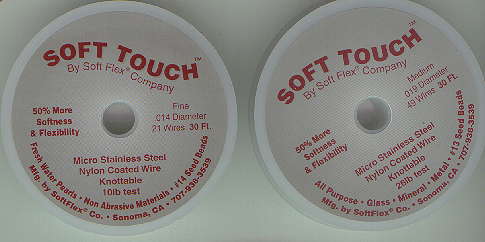 SOFT TOUCH™
By Soft Flex® Company
50% More
Softness
& Flexibility
Fine
.014 Diameter
21 Wires 30 FT.
Micro Stainless Steel
Nylon Coated Wire
Knottable
10lb test
Fresh Water Pearls • Non Abrasive Materials • #14 Seed Beads
Mfg. by SoftFlex® Co. • Sonoma, CA • 707-938-3539
SOFT TOUCH™
By Soft Flex® Company
50% More
Softness
& Flexibility
Medium
.019 Diameter
49 Wires 30 FT.
Micro Stainless Steel
Nylon Coated Wire
Knottable
26lb test
All Purpose • Glass • Mineral • Metal • #13 Seed Beads
Mfg. by SoftFlex® Co. • Sonoma, CA • 707-938-3539